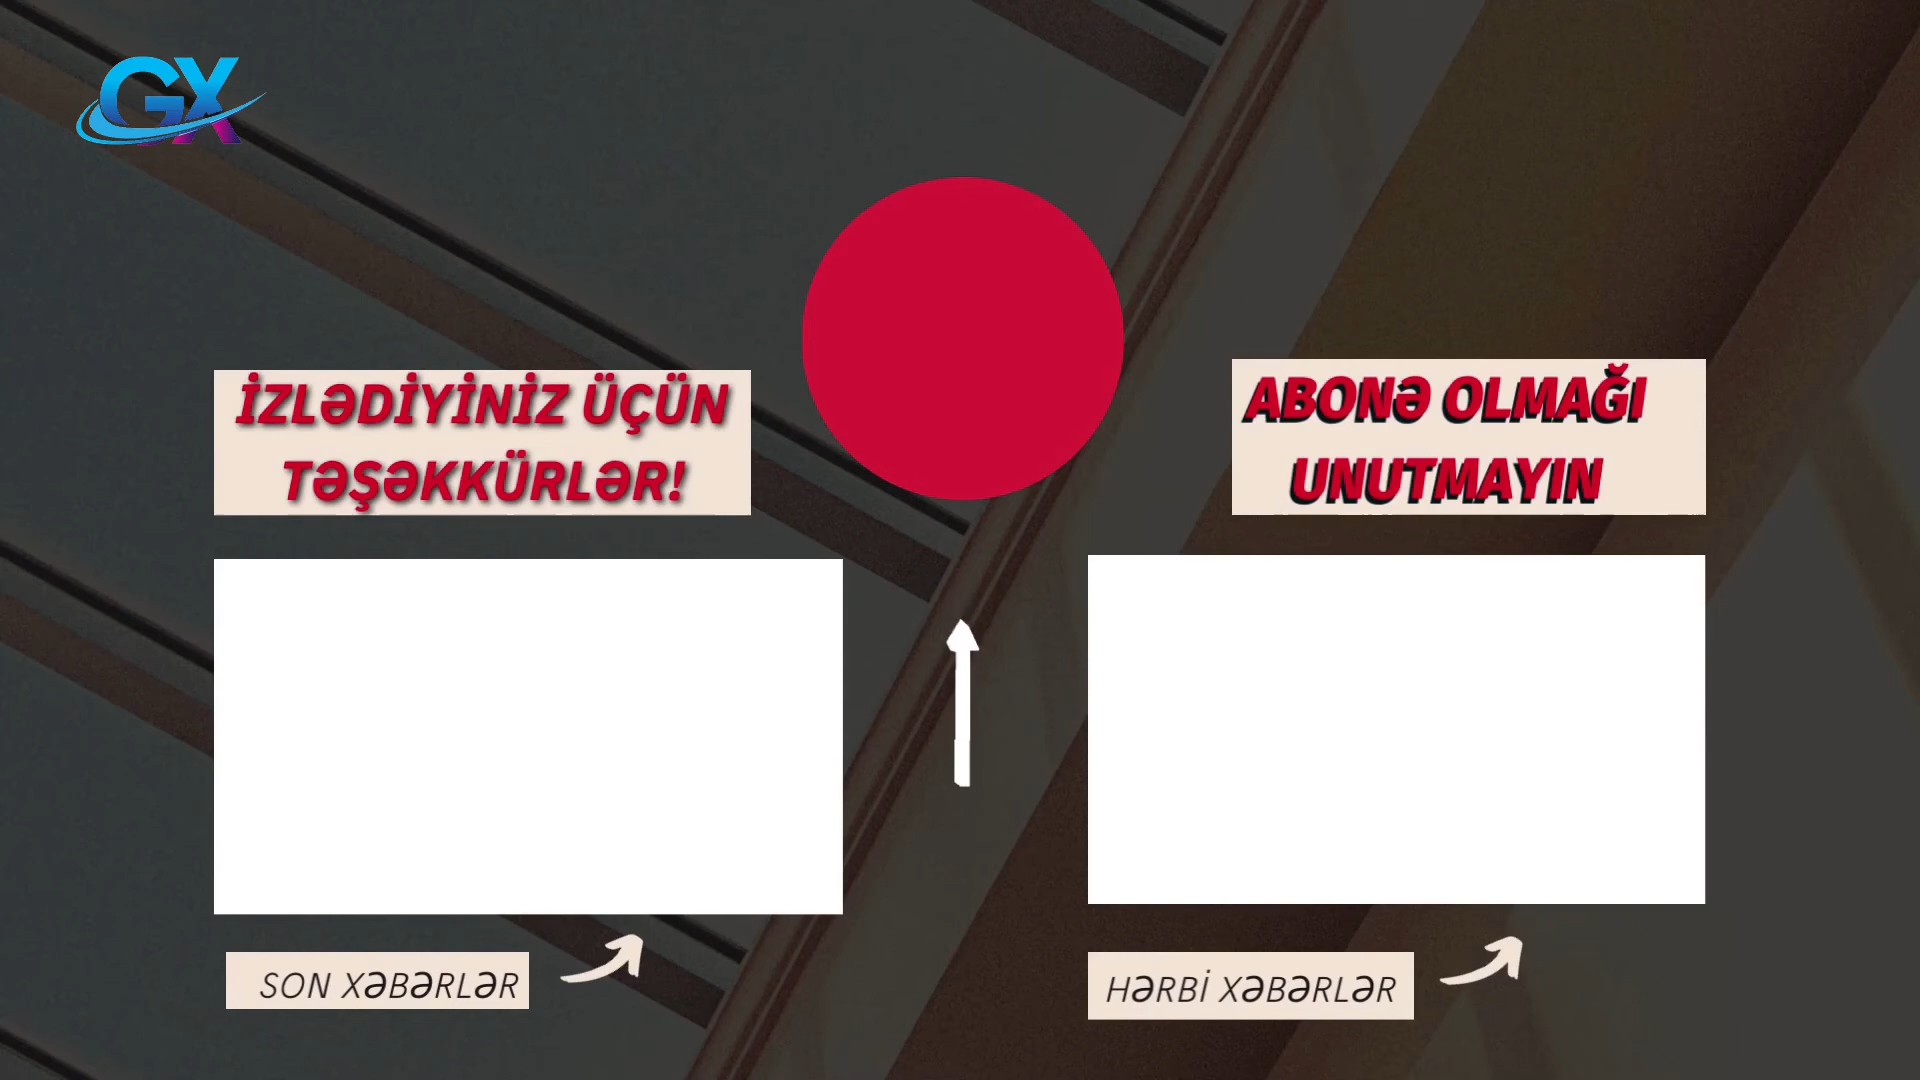 GX
İZLƏDİYİNİZ ÜÇÜN
TƏŞƏKKÜRLƏR!
ABONƏ OLMAĞI
UNUTMAYIN
SON XƏBƏRLƏR
HƏRBİ XƏBƏRLƏR